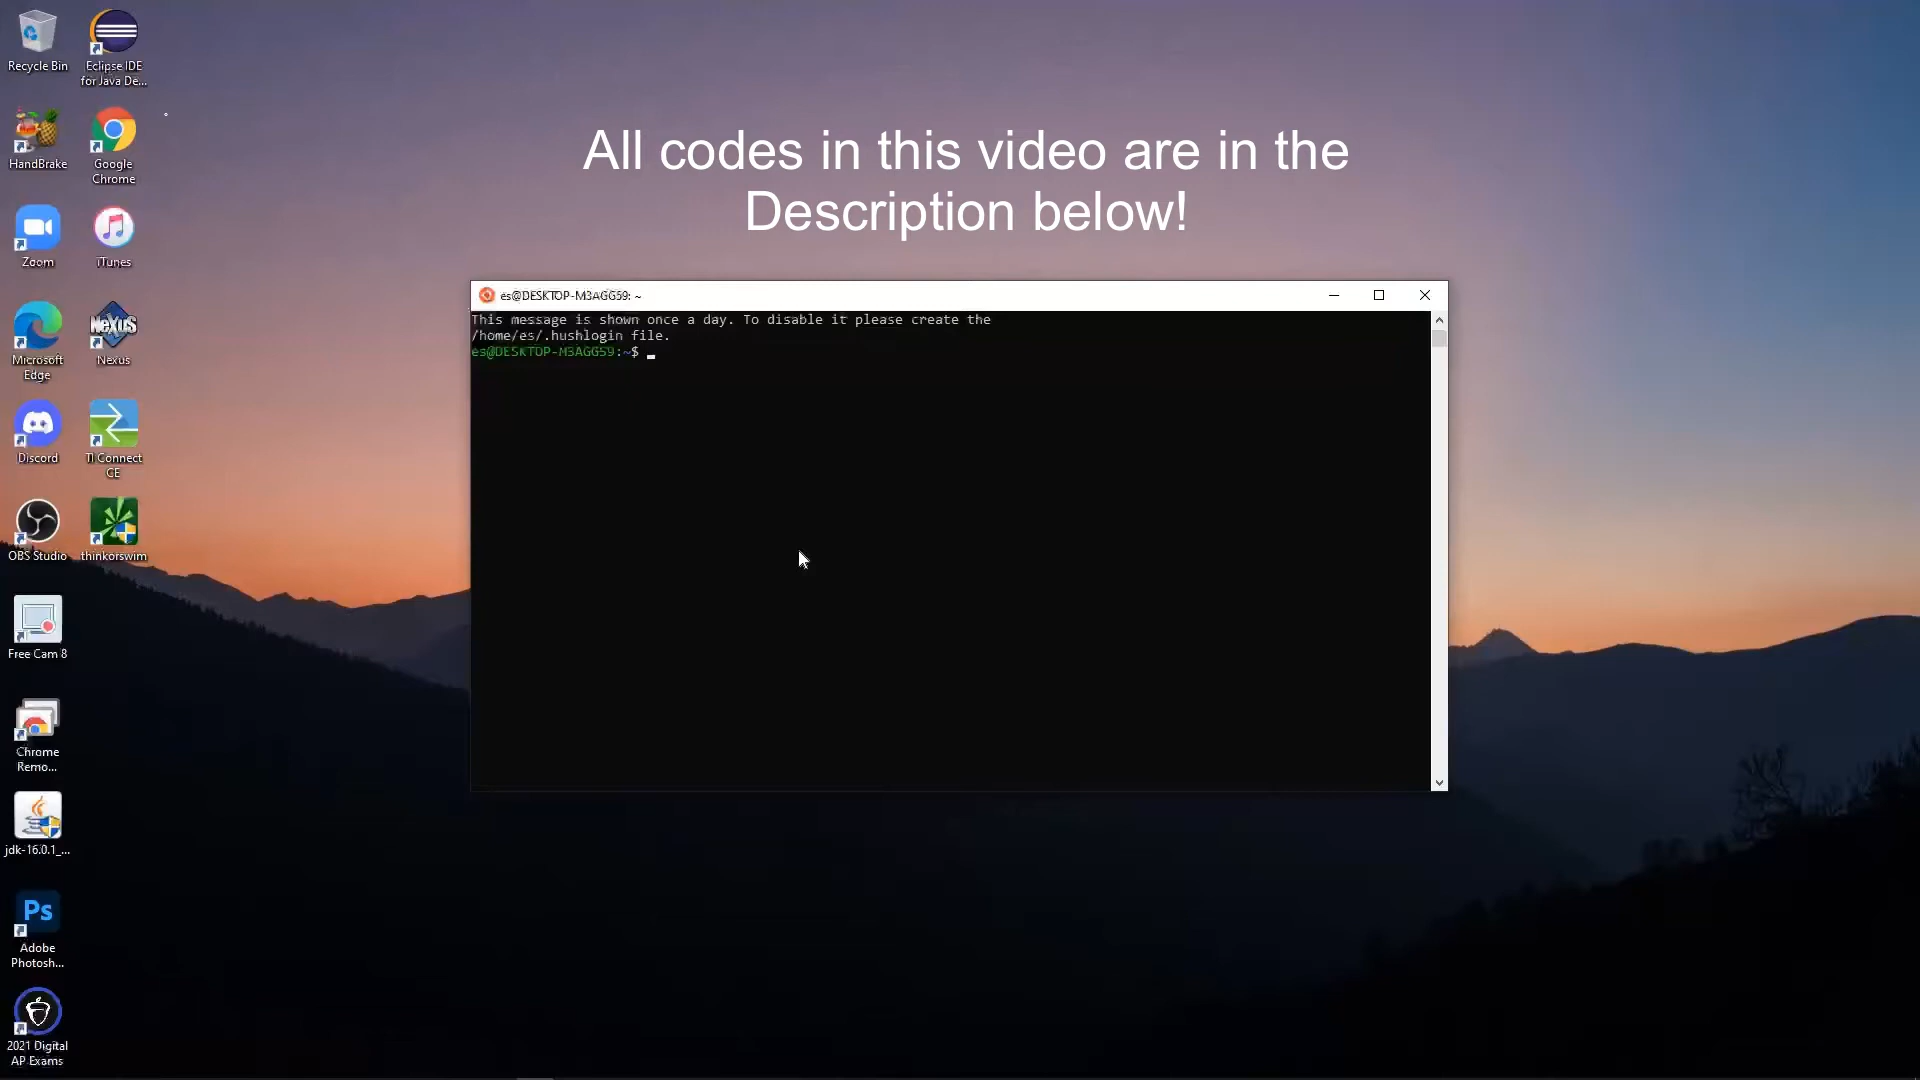 Recycle Bin
Eclipse IDE
for Java De...
HandBrake
Google
Chrome
Zoom
iTunes
Microsoft
Edge
NEXUS
Nexus
Discord
TI Connect
CE
OBS Studio
thinkorswim
Free Cam 8
Chrome
Remo...
jdk-16.0.1_...
Ps
Adobe
Photosh...
2021 Digital
AP Exams
All codes in this video are in the
Description below!
es@DESKTOP-M3AGG59: ~
This message is shown once a day. To disable it please create the
/home/es/.hushlogin file.
es@DESKTOP-M3AGG59:~$